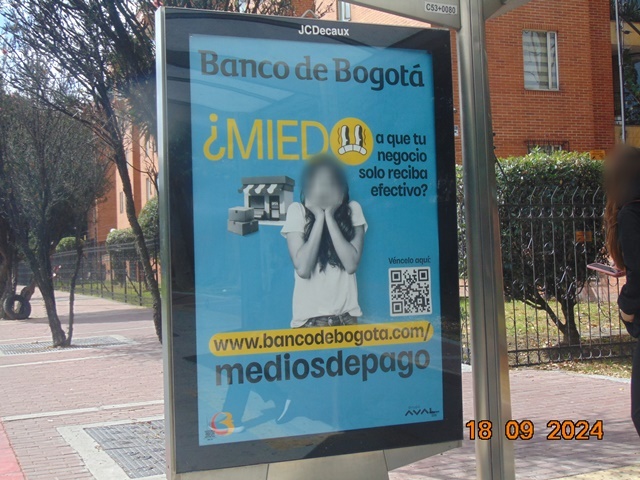 C53+0080
JCDecaux
Banco de Bogotá
¿MIEDO
a que tu
negocio
solo reciba
efectivo?
Véncelo aquí:
www.bancodebogota.com/
mediosdepago
AVAL
18 09 2024